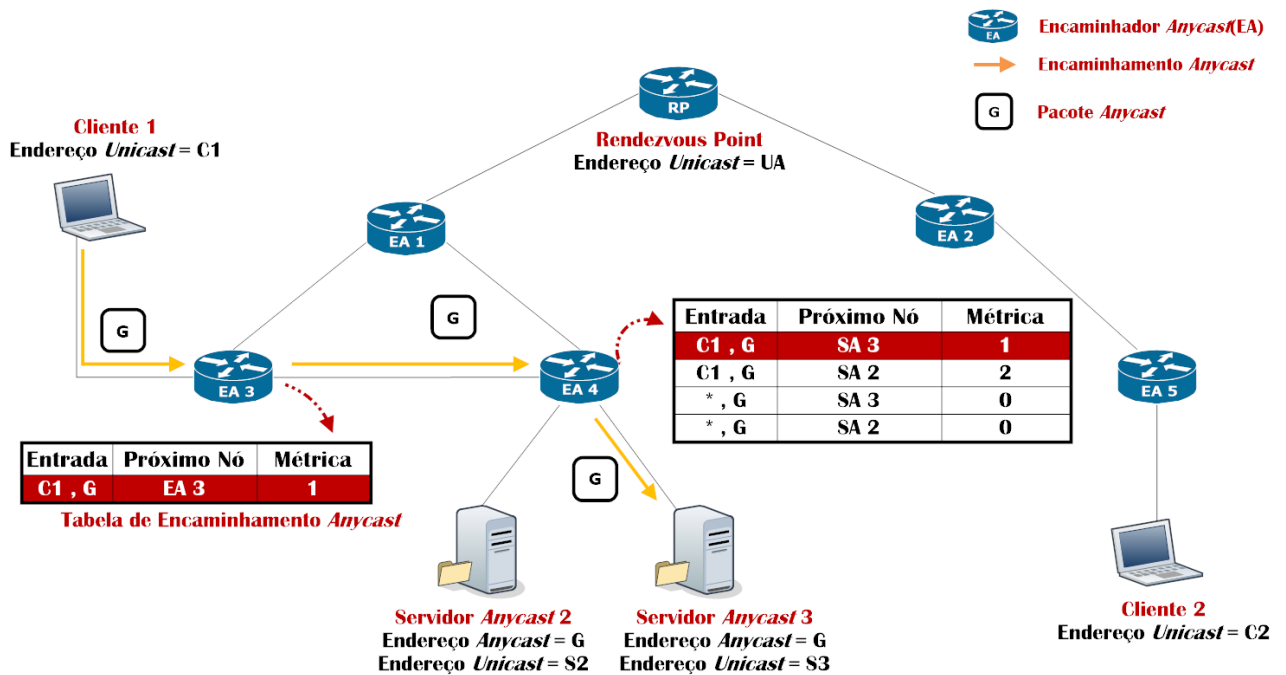 EA
Encaminhador Anycast(EA)
Encaminhamento Anycast
G
Pacote Anycast
RP
Rendezvous Point
Endereço Unicast = UA
Cliente 1
Endereço Unicast = C1
EA 1
EA 2
G
G
EA 3
EA 4
EA 5
Entrada Próximo Nó Métrica
C1 , G SA 3 1
C1 , G SA 2 2
* , G SA 3 0
* , G SA 2 0
Entrada Próximo Nó Métrica
C1 , G EA 3 1
Tabela de Encaminhamento Anycast
G
Servidor Anycast 2
Endereço Anycast = G
Endereço Unicast = S2
Servidor Anycast 3
Endereço Anycast = G
Endereço Unicast = S3
Cliente 2
Endereço Unicast = C2